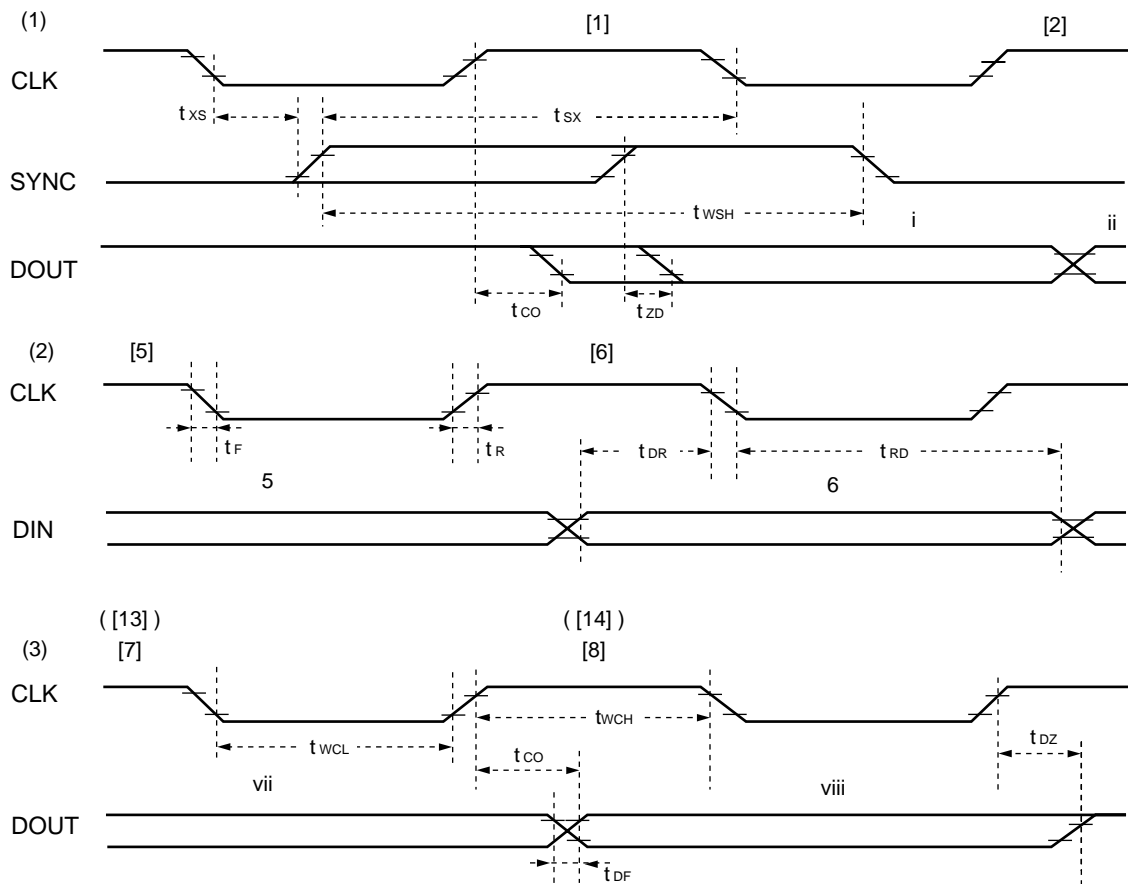 (1) [1] [2]
CLK
t XS t SX
SYNC
t WSH
i ii
DOUT
t CO t ZD
(2) [5] [6]
CLK
t F t R t DR t RD
5 6
DIN
( [13] ) ( [14] )
(3) [7] [8]
CLK
t WCL t WCH t CO t DZ
vii viii
DOUT
t DF